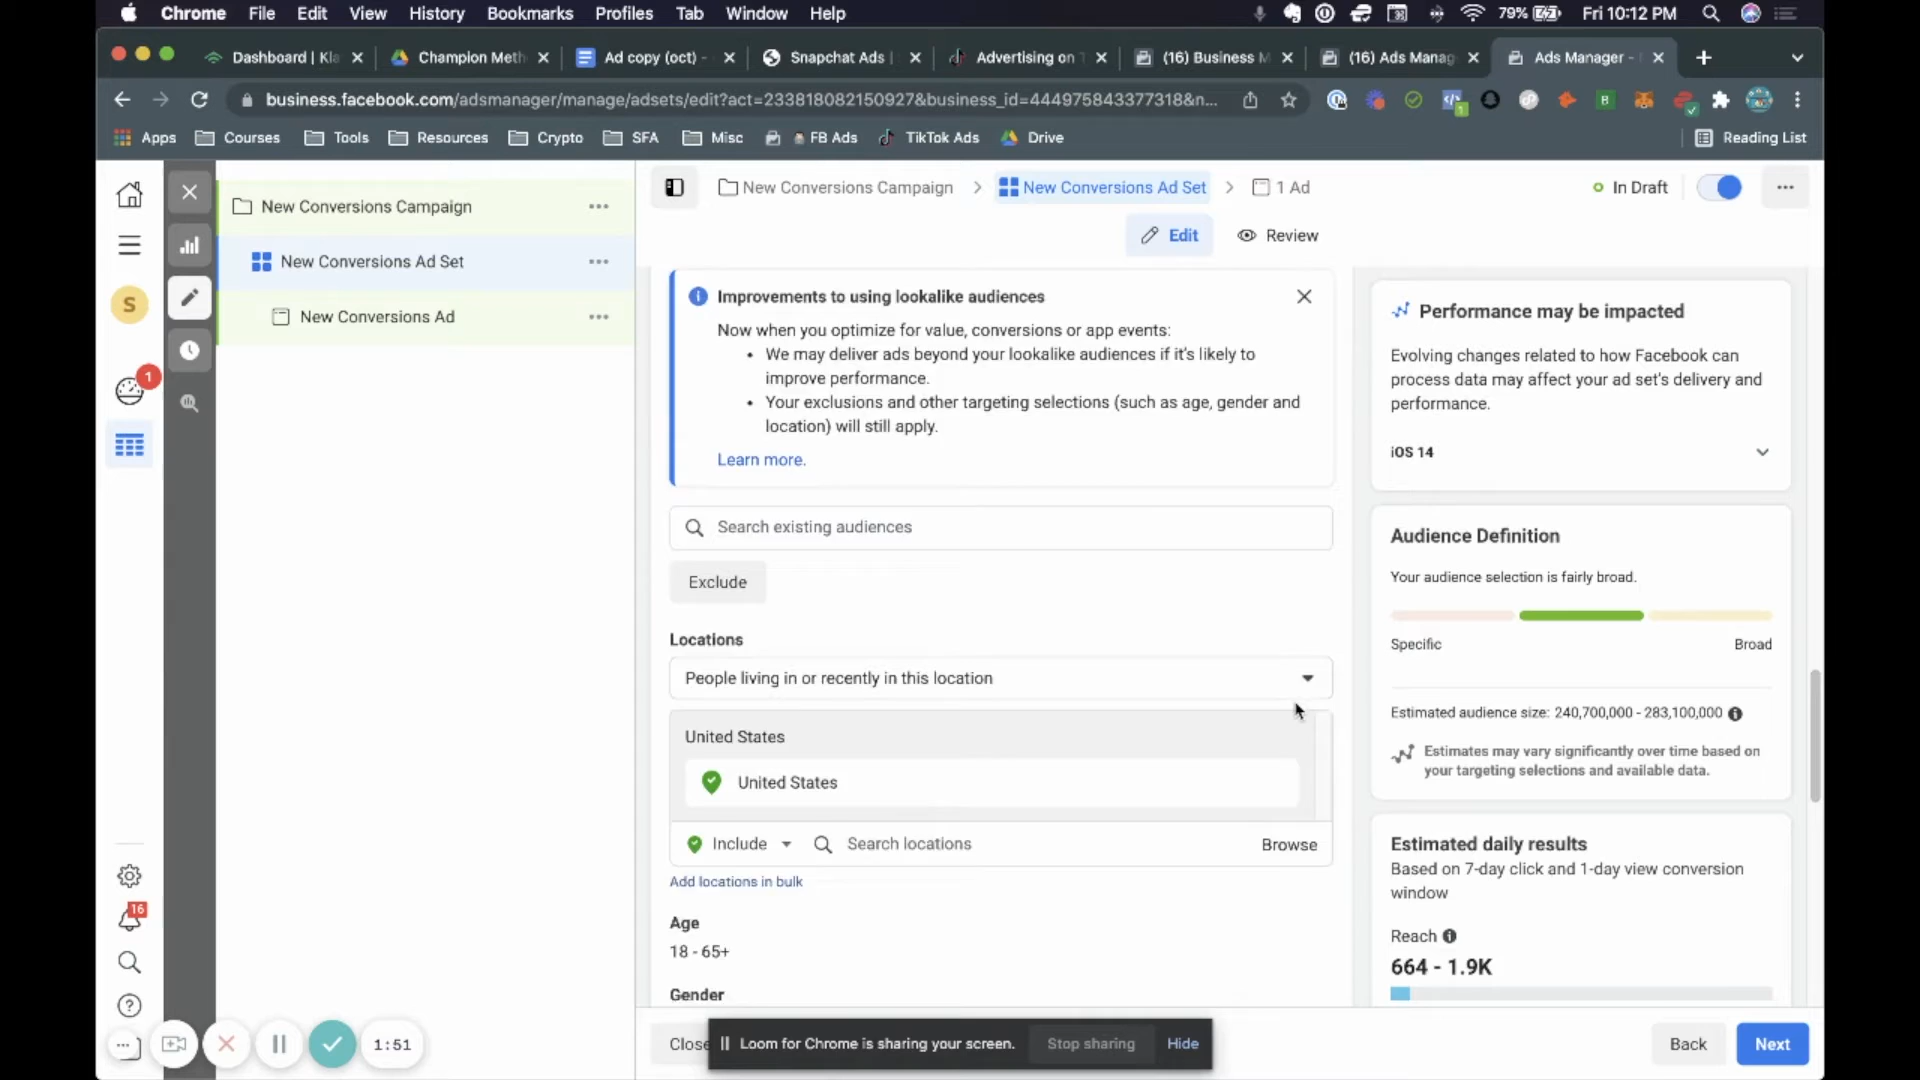 Chrome File Edit View History Bookmarks Profiles Tab Window Help 79% Fri 10:12 PM
Dashboard | Kla
Champion Meth
Ad copy (oct) -
Snapchat Ads |
Advertising on T
(16) Business M
(16) Ads Manag
Ads Manager -
business.facebook.com/adsmanager/manage/adsets/edit?act=233818082150927&business_id=444975843377318&n...
Apps Courses Tools Resources Crypto SFA Misc FB Ads TikTok Ads Drive Reading List
New Conversions Campaign
New Conversions Ad Set
New Conversions Ad
S
1
16
New Conversions Campaign > New Conversions Ad Set > 1 Ad
In Draft
Edit Review
Improvements to using lookalike audiences
Now when you optimize for value, conversions or app events:
• We may deliver ads beyond your lookalike audiences if it's likely to
improve performance.
• Your exclusions and other targeting selections (such as age, gender and
location) will still apply.
Learn more.
Search existing audiences
Exclude
Locations
People living in or recently in this location
United States
United States
Include Search locations Browse
Add locations in bulk
Age
18 - 65+
Gender
Performance may be impacted
Evolving changes related to how Facebook can
process data may affect your ad set's delivery and
performance.
iOS 14
Audience Definition
Your audience selection is fairly broad.
Specific Broad
Estimated audience size: 240,700,000 - 283,100,000
Estimates may vary significantly over time based on
your targeting selections and available data.
Estimated daily results
Based on 7-day click and 1-day view conversion
window
Reach
664 - 1.9K
1:51
Close
Loom for Chrome is sharing your screen. Stop sharing Hide
Back Next